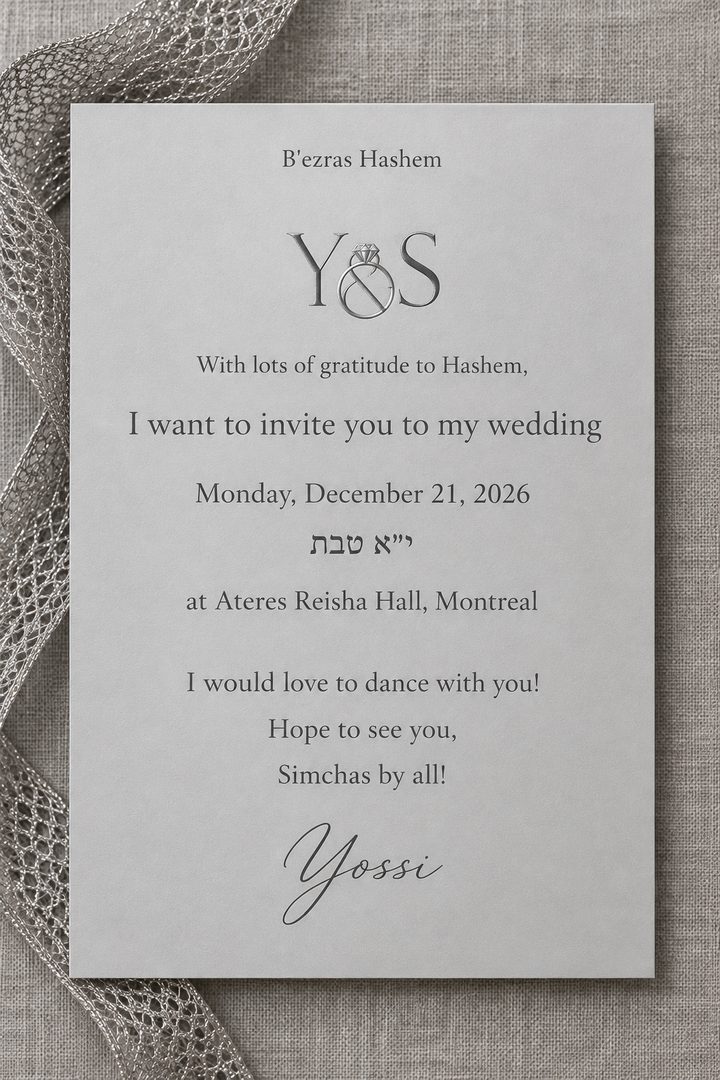 B'ezras Hashem
Y&S
With lots of gratitude to Hashem,
I want to invite you to my wedding
Monday, December 21, 2026
י״א טבת
at Ateres Reisha Hall, Montreal
I would love to dance with you!
Hope to see you,
Simchas by all!
Yossi